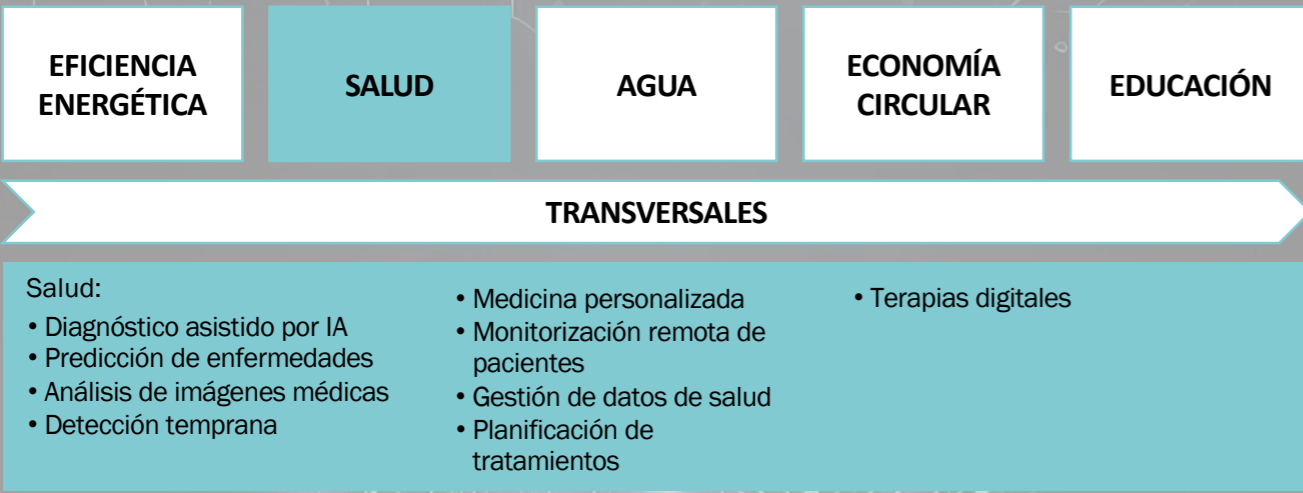 EFICIENCIA
ENERGÉTICA
SALUD
AGUA
ECONOMÍA
CIRCULAR
EDUCACIÓN
TRANSVERSALES
Salud:
• Diagnóstico asistido por IA
• Predicción de enfermedades
• Análisis de imágenes médicas
• Detección temprana
• Medicina personalizada
• Monitorización remota de
pacientes
• Gestión de datos de salud
• Planificación de
tratamientos
• Terapias digitales